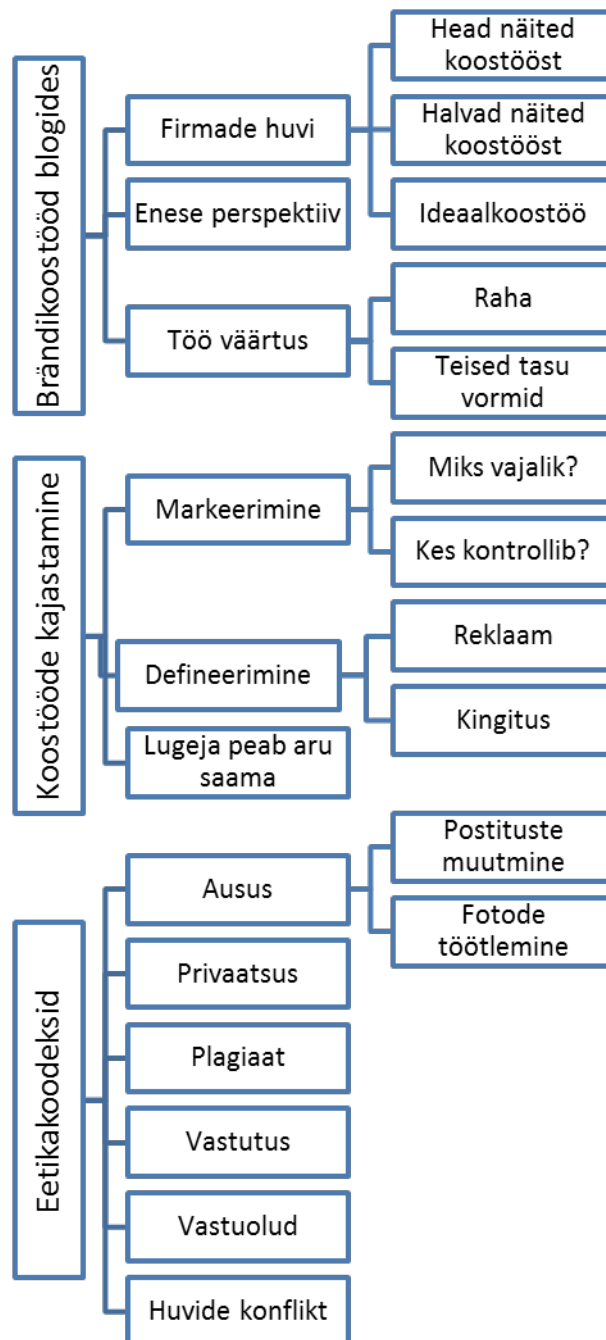 Brändikoostööd blogides
Firmade huvi
Head näited
koostööst
Halvad näited
koostööst
Ideaalkoostöö
Enese perspektiiv
Töö väärtus
Raha
Teised tasu
vormid
Koostööde kajastamine
Markeerimine
Miks vajalik?
Kes kontrollib?
Defineerimine
Reklaam
Kingitus
Lugeja peab aru
saama
Eetikakoodeksid
Ausus
Postituste
muutmine
Fotode
töötlemine
Privaatsus
Plagiaat
Vastutus
Vastuolud
Huvide konflikt